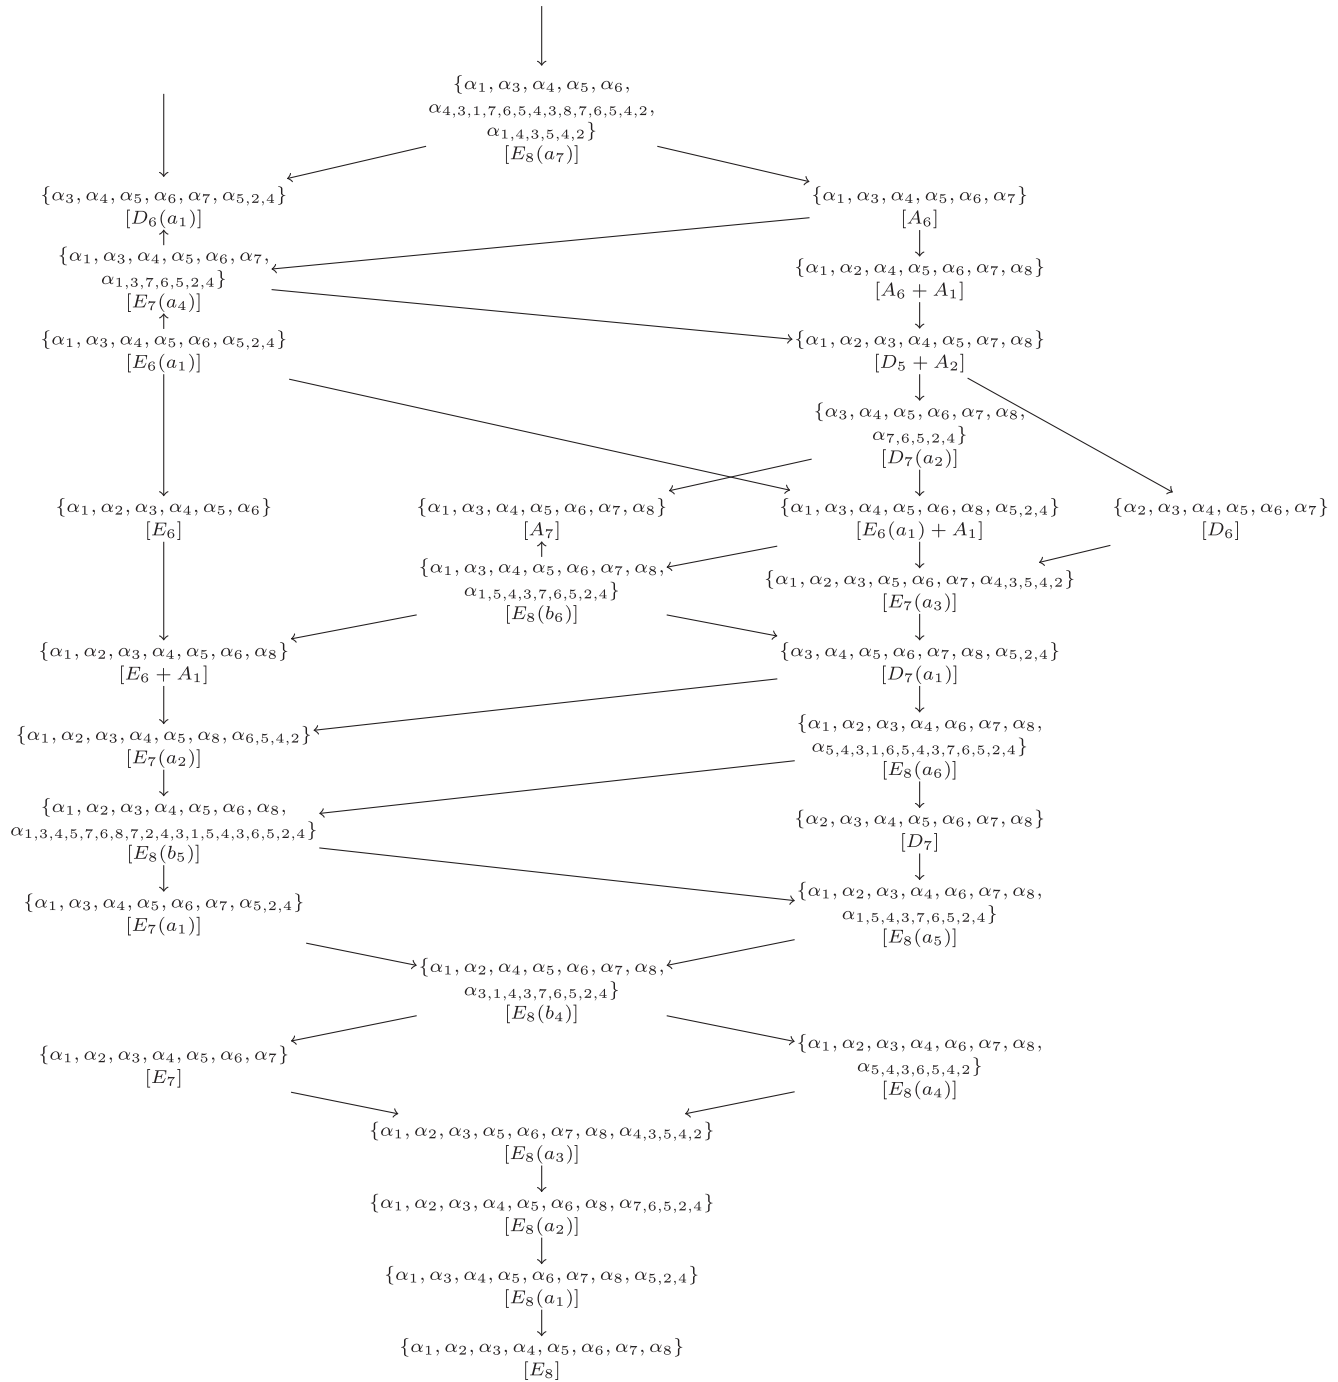 {α₁, α₃, α₄, α₅, α₆,
α₄,₃,₁,₇,₆,₅,₄,₃,₈,₇,₆,₅,₄,₂,
α₁,₄,₃,₅,₄,₂}
[E₈(a₇)]
{α₃, α₄, α₅, α₆, α₇, α₅,₂,₄}
[D₆(a₁)]
{α₁, α₃, α₄, α₅, α₆, α₇}
[A₆]
{α₁, α₃, α₄, α₅, α₆, α₇,
α₁,₃,₇,₆,₅,₂,₄}
[E₇(a₄)]
{α₁, α₂, α₄, α₅, α₆, α₇, α₈}
[A₆ + A₁]
{α₁, α₃, α₄, α₅, α₆, α₅,₂,₄}
[E₆(a₁)]
{α₁, α₂, α₃, α₄, α₅, α₇, α₈}
[D₅ + A₂]
{α₃, α₄, α₅, α₆, α₇, α₈,
α₇,₆,₅,₂,₄}
[D₇(a₂)]
{α₁, α₂, α₃, α₄, α₅, α₆}
[E₆]
{α₁, α₃, α₄, α₅, α₆, α₇, α₈}
[A₇]
{α₁, α₃, α₄, α₅, α₆, α₈, α₅,₂,₄}
[E₆(a₁) + A₁]
{α₂, α₃, α₄, α₅, α₆, α₇}
[D₆]
{α₁, α₃, α₄, α₅, α₆, α₇, α₈,
α₁,₅,₄,₃,₇,₆,₅,₂,₄}
[E₈(b₆)]
{α₁, α₂, α₃, α₅, α₆, α₇, α₄,₃,₅,₄,₂}
[E₇(a₃)]
{α₁, α₂, α₃, α₄, α₅, α₆, α₈}
[E₆ + A₁]
{α₃, α₄, α₅, α₆, α₇, α₈, α₅,₂,₄}
[D₇(a₁)]
{α₁, α₂, α₃, α₄, α₅, α₈, α₆,₅,₄,₂}
[E₇(a₂)]
{α₁, α₂, α₃, α₄, α₆, α₇, α₈,
α₅,₄,₃,₁,₆,₅,₄,₃,₇,₆,₅,₂,₄}
[E₈(a₆)]
{α₁, α₂, α₃, α₄, α₅, α₆, α₈,
α₁,₃,₄,₅,₇,₆,₈,₇,₂,₄,₃,₁,₅,₄,₃,₆,₅,₂,₄}
[E₈(b₅)]
{α₂, α₃, α₄, α₅, α₆, α₇, α₈}
[D₇]
{α₁, α₃, α₄, α₅, α₆, α₇, α₅,₂,₄}
[E₇(a₁)]
{α₁, α₂, α₃, α₄, α₆, α₇, α₈,
α₁,₅,₄,₃,₇,₆,₅,₂,₄}
[E₈(a₅)]
{α₁, α₂, α₄, α₅, α₆, α₇, α₈,
α₃,₁,₄,₃,₇,₆,₅,₂,₄}
[E₈(b₄)]
{α₁, α₂, α₃, α₄, α₅, α₆, α₇}
[E₇]
{α₁, α₂, α₃, α₄, α₆, α₇, α₈,
α₅,₄,₃,₆,₅,₄,₂}
[E₈(a₄)]
{α₁, α₂, α₃, α₅, α₆, α₇, α₈, α₄,₃,₅,₄,₂}
[E₈(a₃)]
{α₁, α₂, α₃, α₄, α₅, α₆, α₈, α₇,₆,₅,₂,₄}
[E₈(a₂)]
{α₁, α₃, α₄, α₅, α₆, α₇, α₈, α₅,₂,₄}
[E₈(a₁)]
{α₁, α₂, α₃, α₄, α₅, α₆, α₇, α₈}
[E₈]